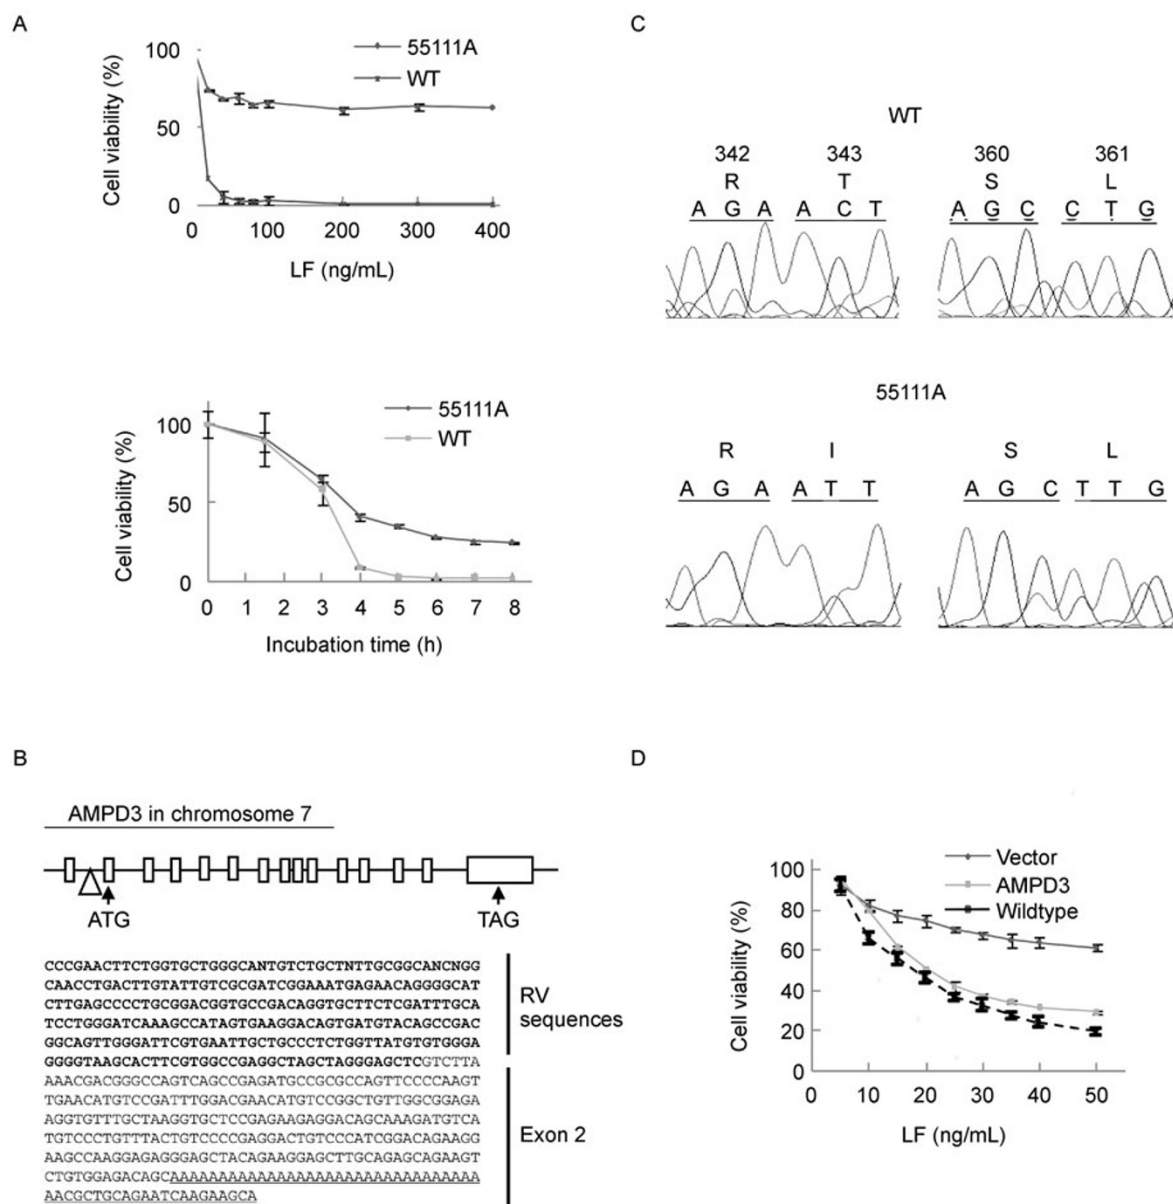 A
100
50
0
Cell viability (%)
55111A
WT
0 100 200 300 400
LF (ng/mL)
100
50
0
Cell viability (%)
55111A
WT
0 1 2 3 4 5 6 7 8
Incubation time (h)
B
AMPD3 in chromosome 7
ATG
TAG
CCCGAACTTCTGGTGCTGGGCANTGTCTGCTNTTGCGGCANCNGG
CAACCTGACTTGTATTGTCGCGATCGGAAATGAGAACAGGGGCAT
CTTGAGCCCCTGCGGACGGTGCCGACAGGTGCTTCTCGATTTGCA
TCCTGGGATCAAAGCCATAGTGAAGGACAGTGATGTACAGCCGAC
GGCAGTTGGGATTCGTGAATTGCTGCCCTCTGGTTATGTGTGGGA
GGGGTAAGCACTTCGTGGCCGAGGCTAGCTAGGGAGCTCGTCTTA
AAACGACGGGCCAGTCAGCCGAGATGCCGCGCCAGTTCCCCAAGT
TGAACATGTCCGATTTGGACGAACATGTCCGGCTGTTGGCGGAGA
AGGTGTTTGCTAAGGTGCTCCGAGAAGAGGACAGCAAAGATGTCA
TGTCCCTGTTTACTGTCCCCGAGGACTGTCCCATCGGACAGAAGG
AAGCCAAGGAGAGGGAGCTACAGAAGGAGCTTGCAGAGCAGAAGT
CTGTGGAGACAGCAAAAAAAAAAAAAAAAAAAAAAAAAAAAAAAA
AACGCTGCAGAATCAAGAAGCA
RV
sequences
Exon 2
C
WT
342 343 360 361
R T S L
A G A A C T A G C C T G
55111A
R I S L
A G A A T T A G C T T G
D
100
80
60
40
20
0
Cell viability (%)
Vector
AMPD3
Wildtype
0 10 20 30 40 50
LF (ng/mL)